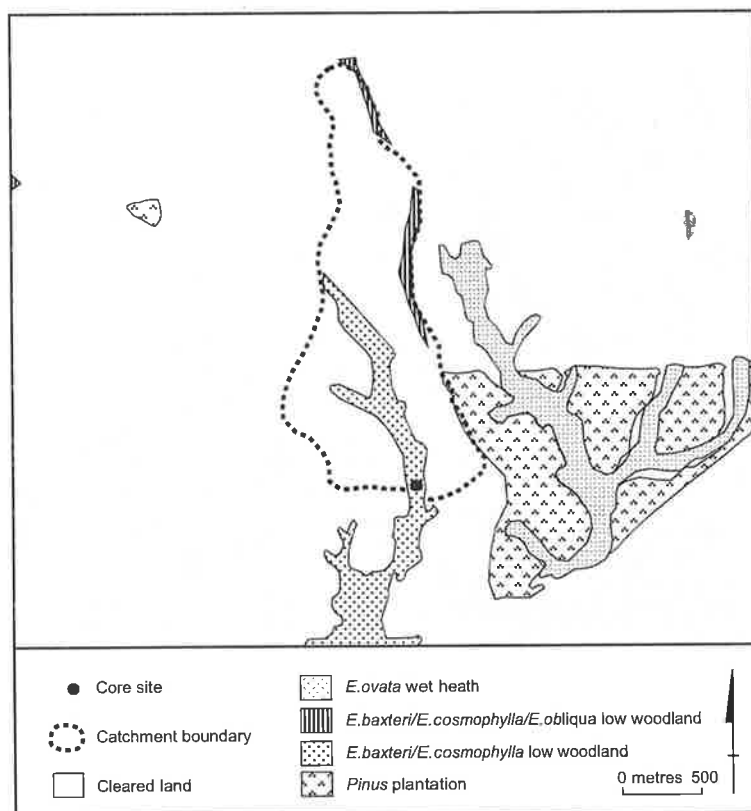 Core site
Catchment boundary
Cleared land
E.ovata wet heath
E.baxteri/E.cosmophylla/E.obliqua low woodland
E.baxteri/E.cosmophylla low woodland
Pinus plantation
0 metres 500